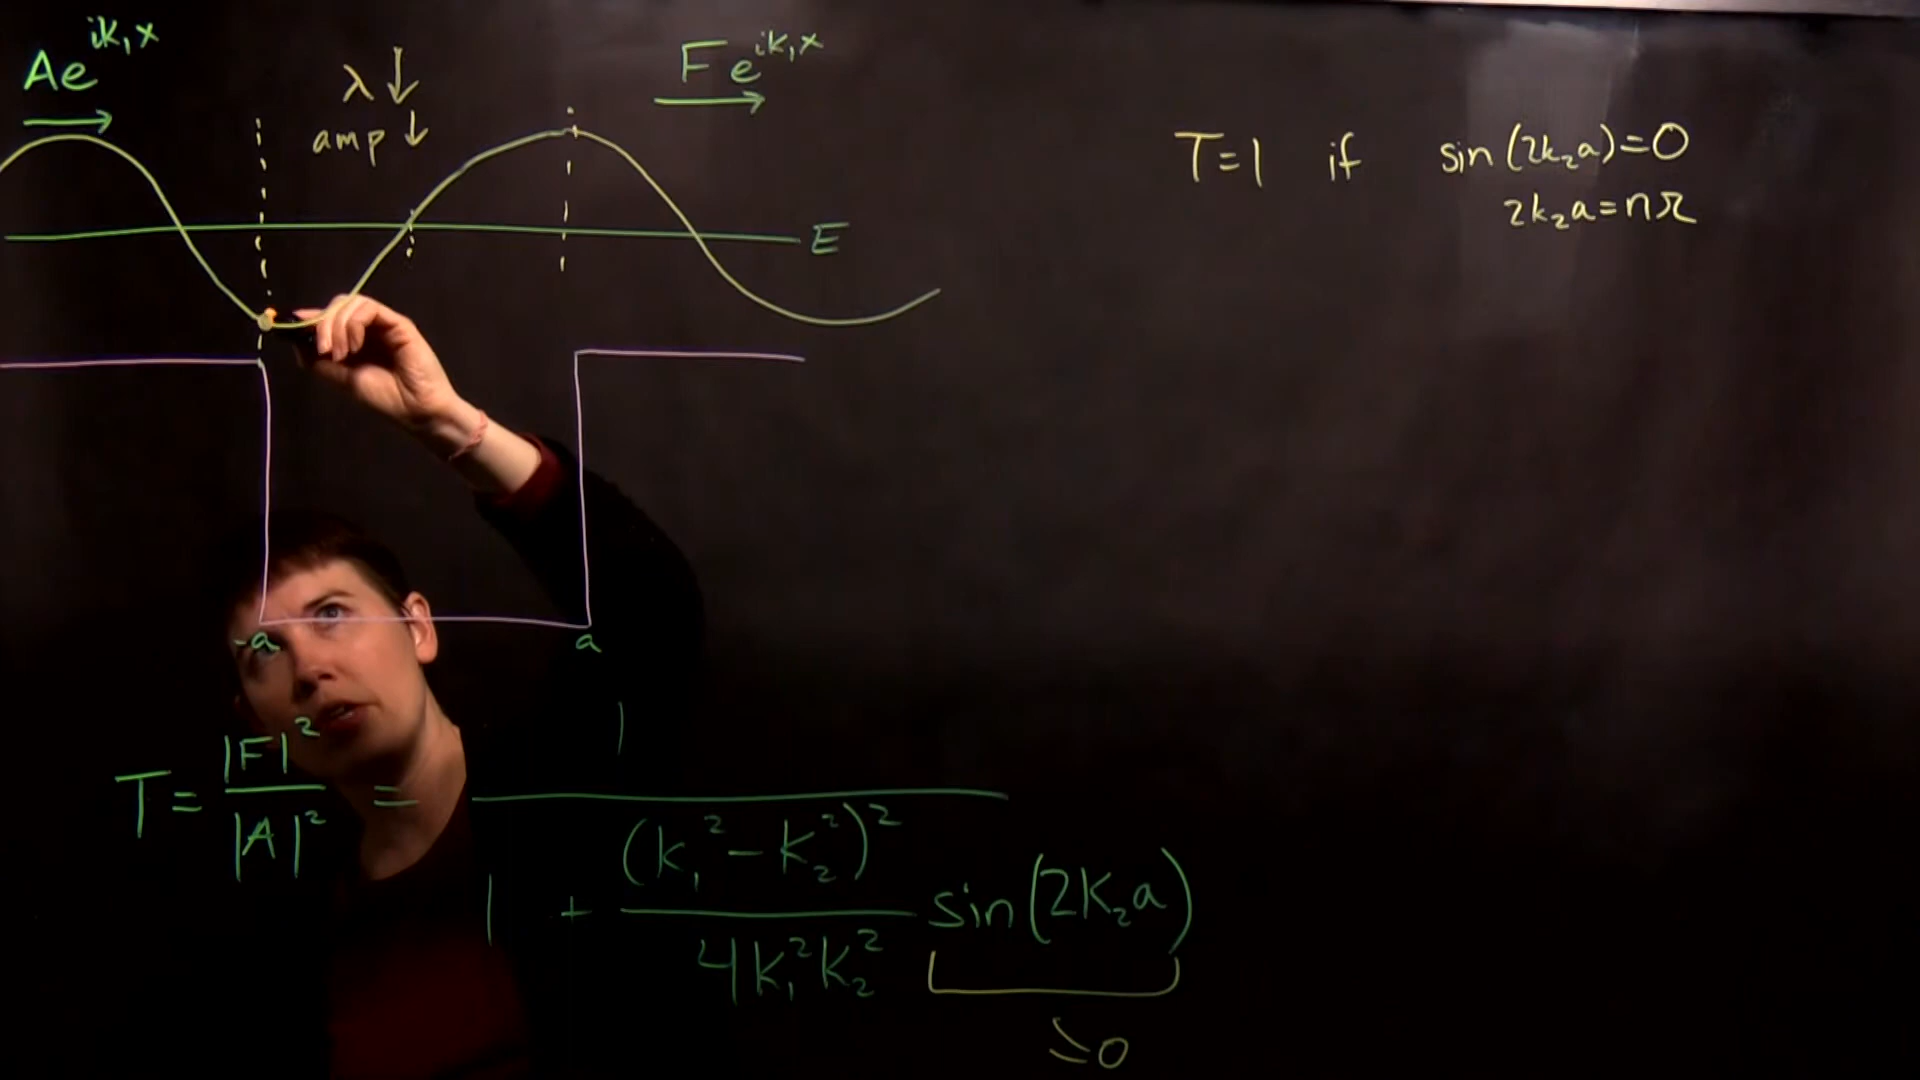 Ae^{ik₁x}
λ↓
amp↓
Fe^{ik₁x}
E
T=1 if sin(2k₂a)=0
2k₂a=nπ
-a a
T = |F|²/|A|² = 1/(1 + (k₁²-k₂²)²/(4k₁²k₂²) sin(2k₂a))
≥0